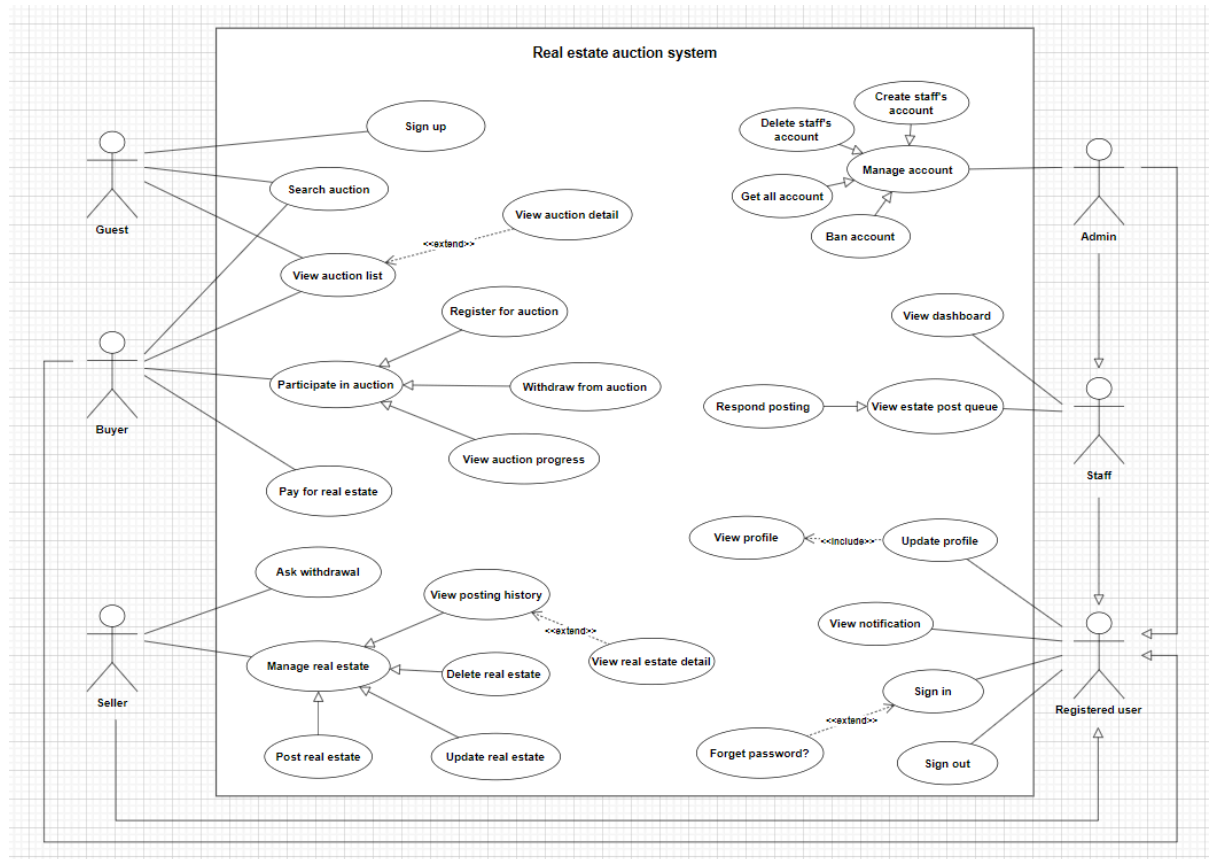 Real estate auction system
Sign up
Search auction
View auction detail
<<extend>>
View auction list
Guest
Register for auction
Participate in auction
Withdraw from auction
View auction progress
Pay for real estate
Buyer
Ask withdrawal
View posting history
<<extend>>
View real estate detail
Manage real estate
Delete real estate
Post real estate
Update real estate
Seller
Create staff's
account
Delete staff's
account
Manage account
Get all account
Ban account
Admin
View dashboard
Respond posting
View estate post queue
Staff
View profile
<<include>>
Update profile
View notification
Sign in
<<extend>>
Forget password?
Sign out
Registered user